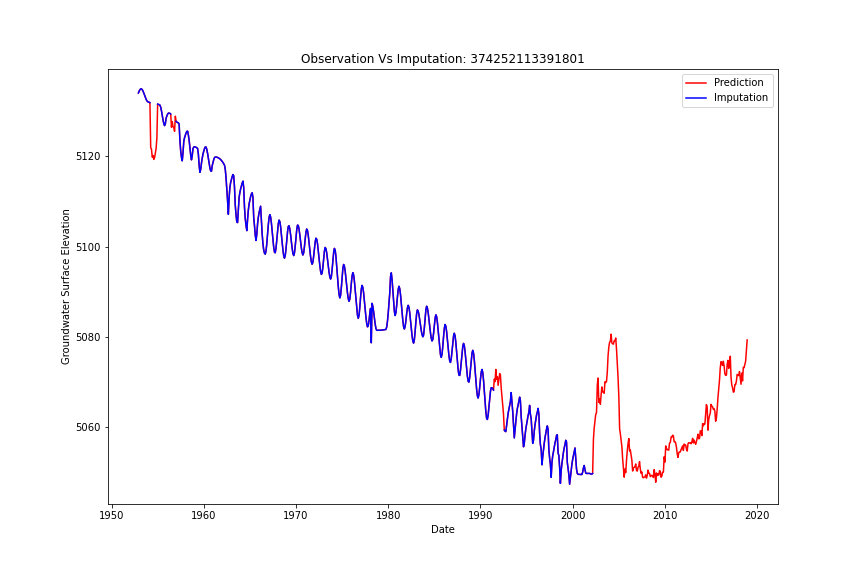 Observation Vs Imputation: 374252113391801
Prediction
Imputation
Groundwater Surface Elevation
5120
5100
5080
5060
1950
1960
1970
1980
1990
2000
2010
2020
Date